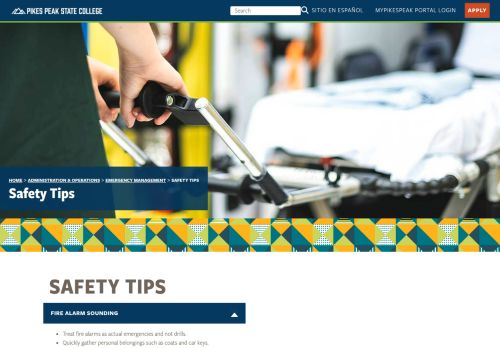 PIKES PEAK STATE COLLEGE
Search
SITIO EN ESPAÑOL
MYPIKESPEAK PORTAL LOGIN
APPLY
HOME > ADMINISTRATION & OPERATIONS > EMERGENCY MANAGEMENT > SAFETY TIPS
Safety Tips
SAFETY TIPS
FIRE ALARM SOUNDING
• Treat fire alarms as actual emergencies and not drills.
• Quickly gather personal belongings such as coats and car keys.